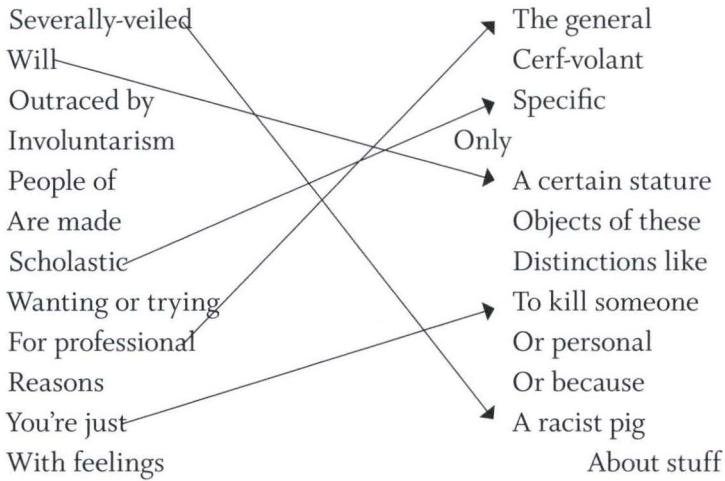 Severally-veiled The general
Will Cerf-volant
Outraced by Specific
Involuntarism Only
People of A certain stature
Are made Objects of these
Scholastic Distinctions like
Wanting or trying To kill someone
For professional Or personal
Reasons Or because
You're just A racist pig
With feelings About stuff